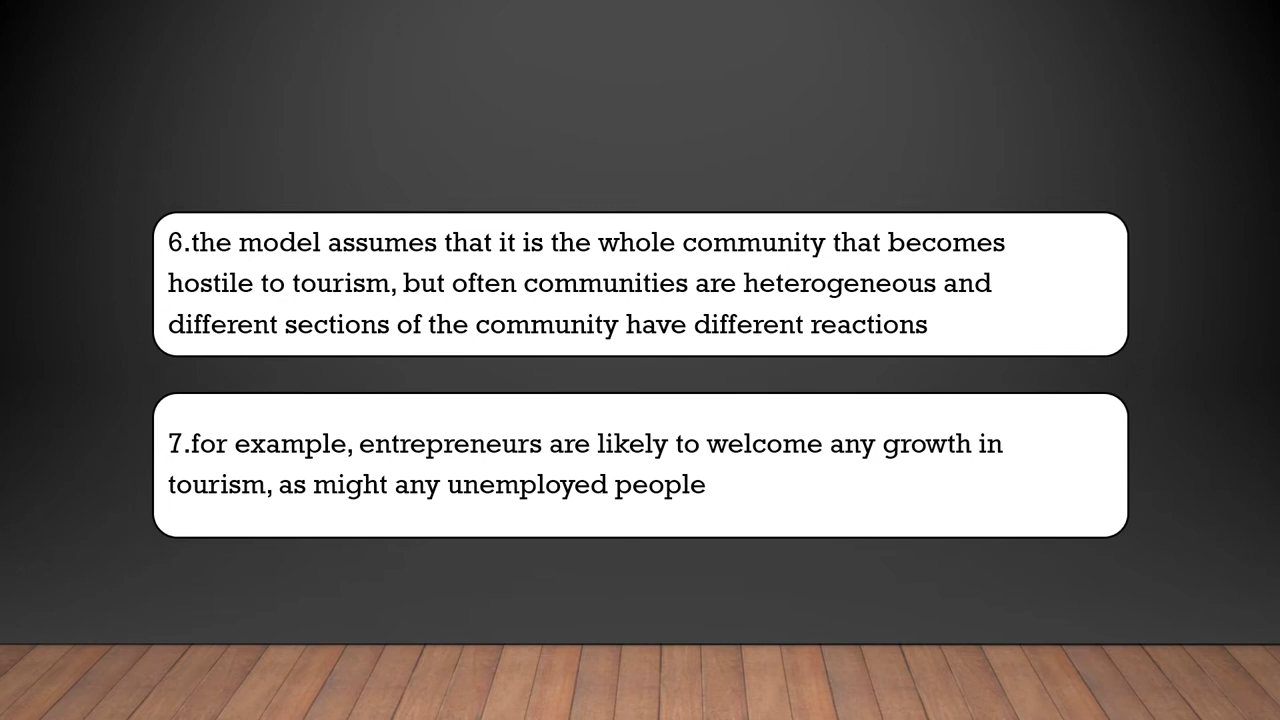 6.the model assumes that it is the whole community that becomes
hostile to tourism, but often communities are heterogeneous and
different sections of the community have different reactions
7.for example, entrepreneurs are likely to welcome any growth in
tourism, as might any unemployed people